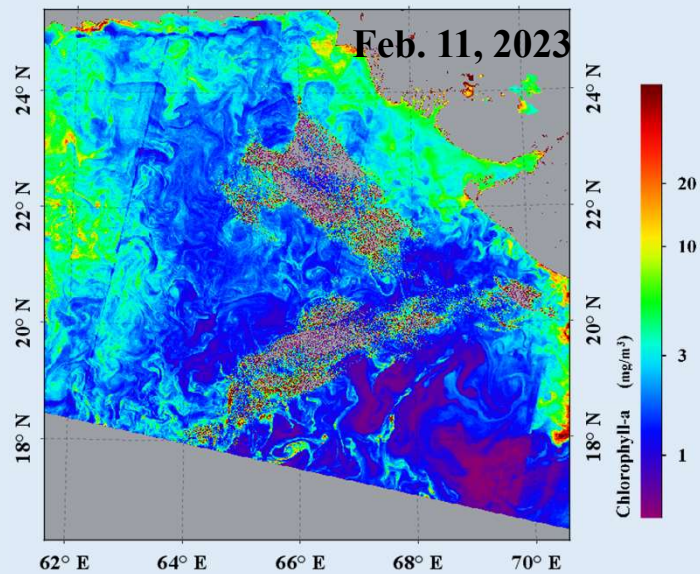 Feb. 11, 2023
24° N
22° N
20° N
18° N
24° N
22° N
20° N
18° N
62° E
64° E
66° E
68° E
70° E
20
10
3
1
Chlorophyll-a (mg/m³)